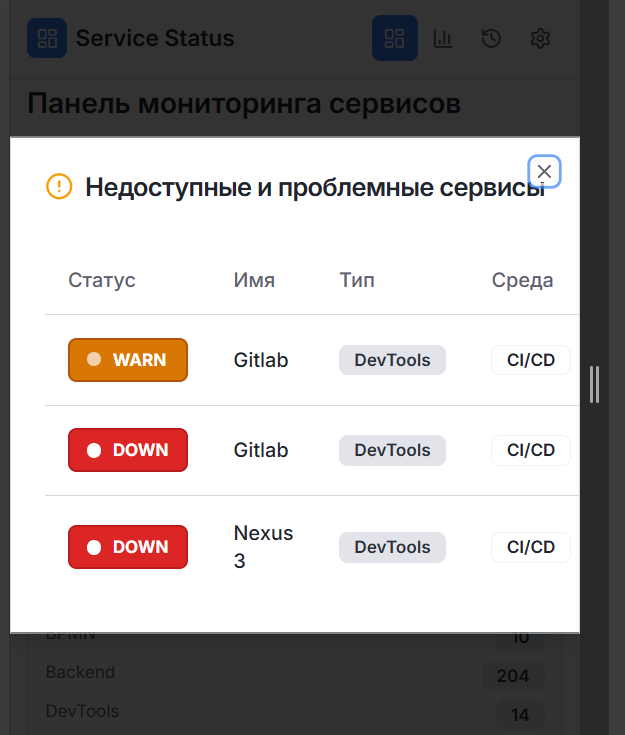 Service Status
Панель мониторинга сервисов
Недоступные и проблемные сервисы
Статус Имя Тип Среда
WARN Gitlab DevTools CI/CD
DOWN Gitlab DevTools CI/CD
DOWN Nexus 3 DevTools CI/CD
BPMN 10
Backend 204
DevTools 14